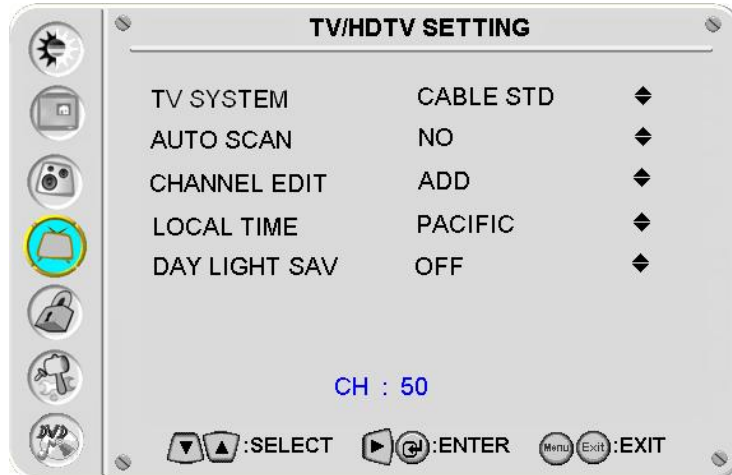 TV/HDTV SETTING
TV SYSTEM CABLE STD
AUTO SCAN NO
CHANNEL EDIT ADD
LOCAL TIME PACIFIC
DAY LIGHT SAV OFF
CH : 50
DVD :SELECT :ENTER Menu Exit :EXIT